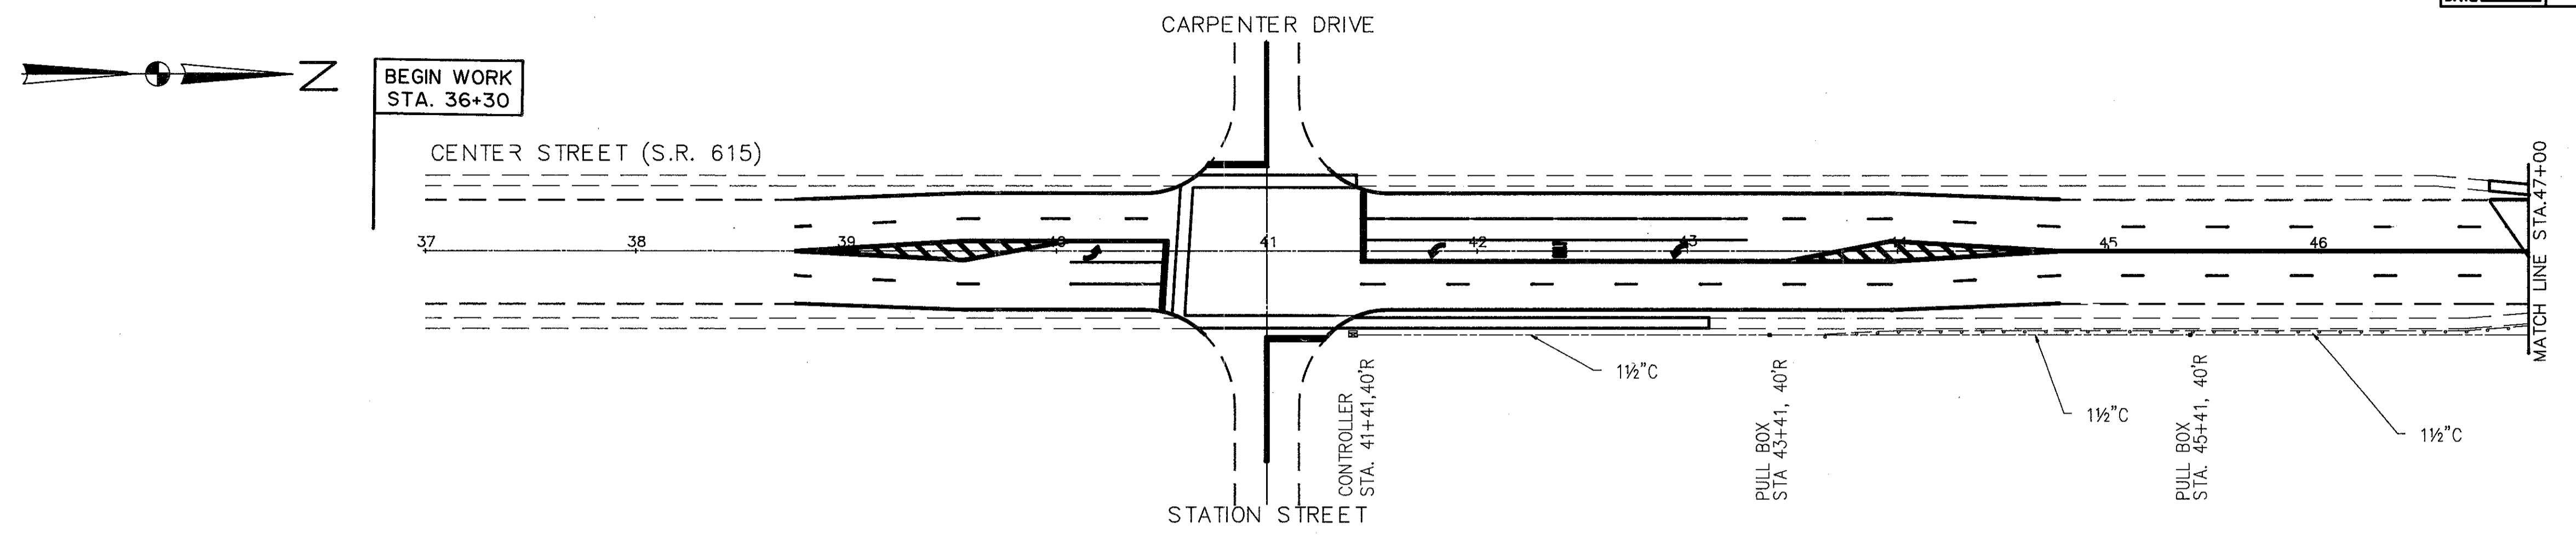 CARPENTER DRIVE
N
BEGIN WORK
STA. 36+30
CENTER STREET (S.R. 615)
37
38
39
40
41
42
43
44
45
46
MATCH LINE STA.47+00
CONTROLLER
STA. 41+41,40'R
1½"C
PULL BOX
STA 43+41, 40'R
1½"C
PULL BOX
STA. 45+41, 40'R
1½"C
STATION STREET